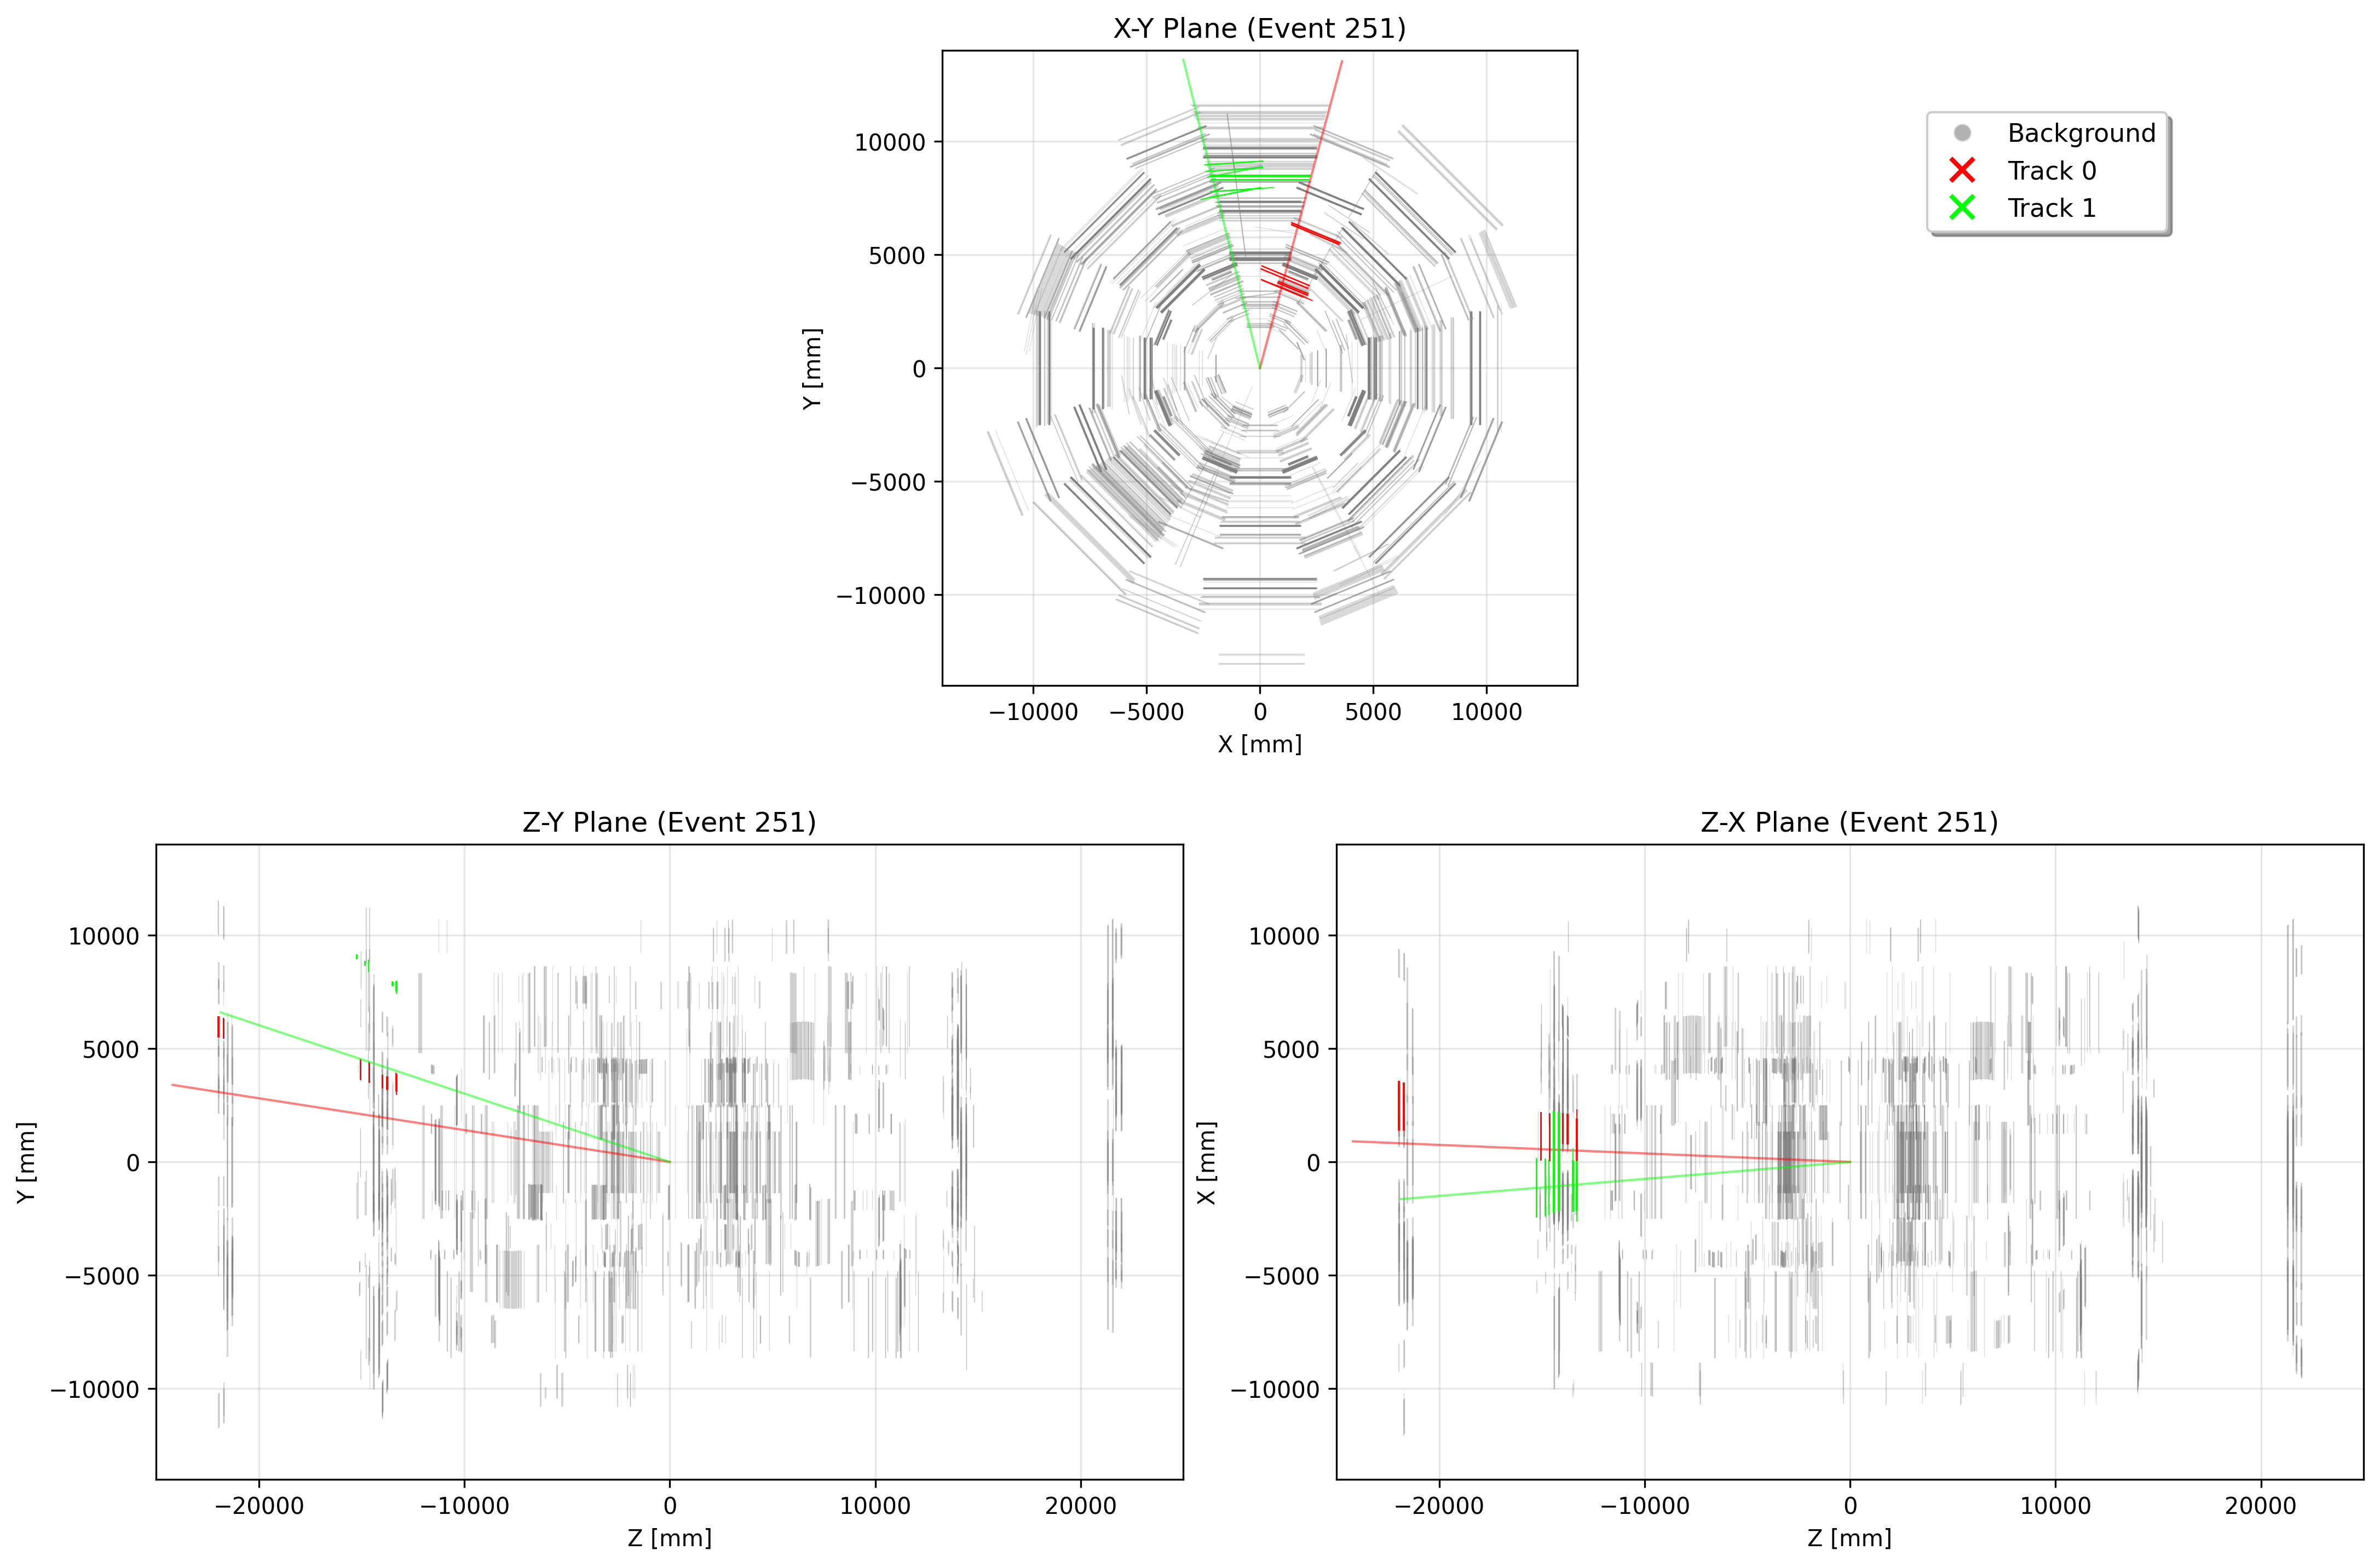 X-Y Plane (Event 251)
Background
Track 0
Track 1
10000
5000
0
−5000
−10000
Y [mm]
−10000 −5000 0 5000 10000
X [mm]
Z-Y Plane (Event 251)
10000
5000
0
−5000
−10000
Y [mm]
−20000 −10000 0 10000 20000
Z [mm]
Z-X Plane (Event 251)
10000
5000
0
−5000
−10000
X [mm]
−20000 −10000 0 10000 20000
Z [mm]